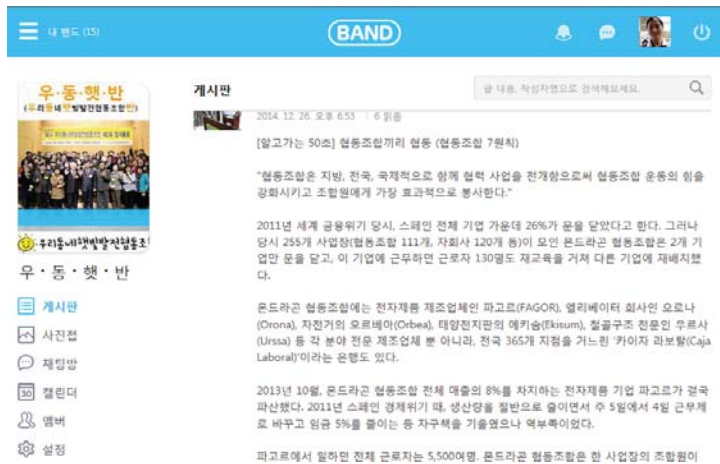 내 밴드 (15)
BAND
우·동·햇·반
(우리동네햇빛발전협동조합반)
우·동·햇·반
게시판
사진첩
채팅방
30 캘린더
멤버
설정
게시판
글 내용, 작성자명으로 검색해보세요.
2014. 12. 26. 오후 6:53 | 6 읽음
[알고가는 50초] 협동조합끼리 협동 (협동조합 7원칙)
"협동조합은 지방, 전국, 국제적으로 함께 협력 사업을 전개함으로써 협동조합 운동의 힘을
강화시키고 조합원에게 가장 효과적으로 봉사한다."
2011년 세계 금융위기 당시, 스페인 전체 기업 가운데 26%가 문을 닫았다고 한다. 그러나
당시 255개 사업장(협동조합 111개, 자회사 120개 등)이 모인 몬드라곤 협동조합은 2개 기
업만 문을 닫고, 이 기업에 근무하던 근로자 130명도 재교육을 거쳐 다른 기업에 재배치했
다.
몬드라곤 협동조합에는 전자제품 제조업체인 파고르(FAGOR), 엘리베이터 회사인 오로나
(Orona), 자전거의 오르베아(Orbea), 태양전지판의 에키숨(Ekisum), 철골구조 전문인 우르사
(Urssa) 등 각 분야 전문 제조업체 뿐 아니라, 전국 365개 지점을 거느린 '카이자 라보랄(Caja
Laboral)'이라는 은행도 있다.
2013년 10월, 몬드라곤 협동조합 전체 매출의 8%를 차지하는 전자제품 기업 파고르가 결국
파산했다. 2011년 스페인 경제위기 때, 생산량을 절반으로 줄이면서 주 5일에서 4일 근무제
로 바꾸고 임금 5%를 줄이는 등 자구책을 기울였으나 역부족이었다.
파고르에서 일하던 전체 근로자는 5,500여명. 몬드라곤 협동조합은 한 사업장의 조합원이